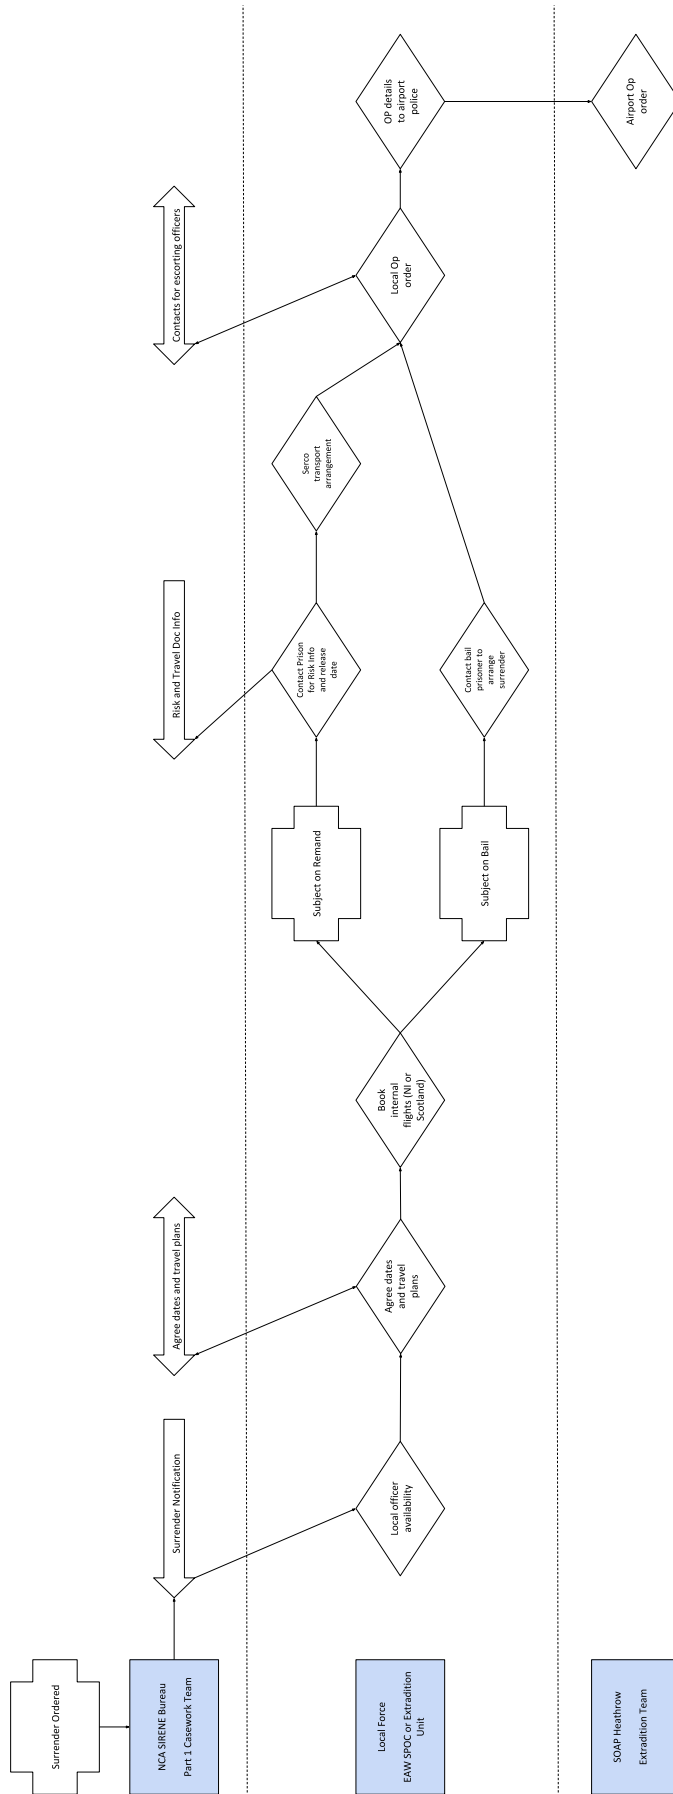 Surrender Ordered
NCA SIRENE Bureau
Part 1 Casework Team
Surrender Notification
Agree dates and travel plans
Risk and Travel Doc Info
Contacts for escorting officers
Local Force
EAW SPOC or Extradition
Unit
Local officer
availability
Agree dates
and travel
plans
Book
internal
flights (NI or
Scotland)
Subject on Remand
Contact Prison
for Risk Info
and release
date
Serco
transport
arrangement
Subject on Bail
Contact bail
prisoner to
arrange
surrender
Local Op
order
OP details
to airport
police
SOAP Heathrow
Extradition Team
Airport Op
order